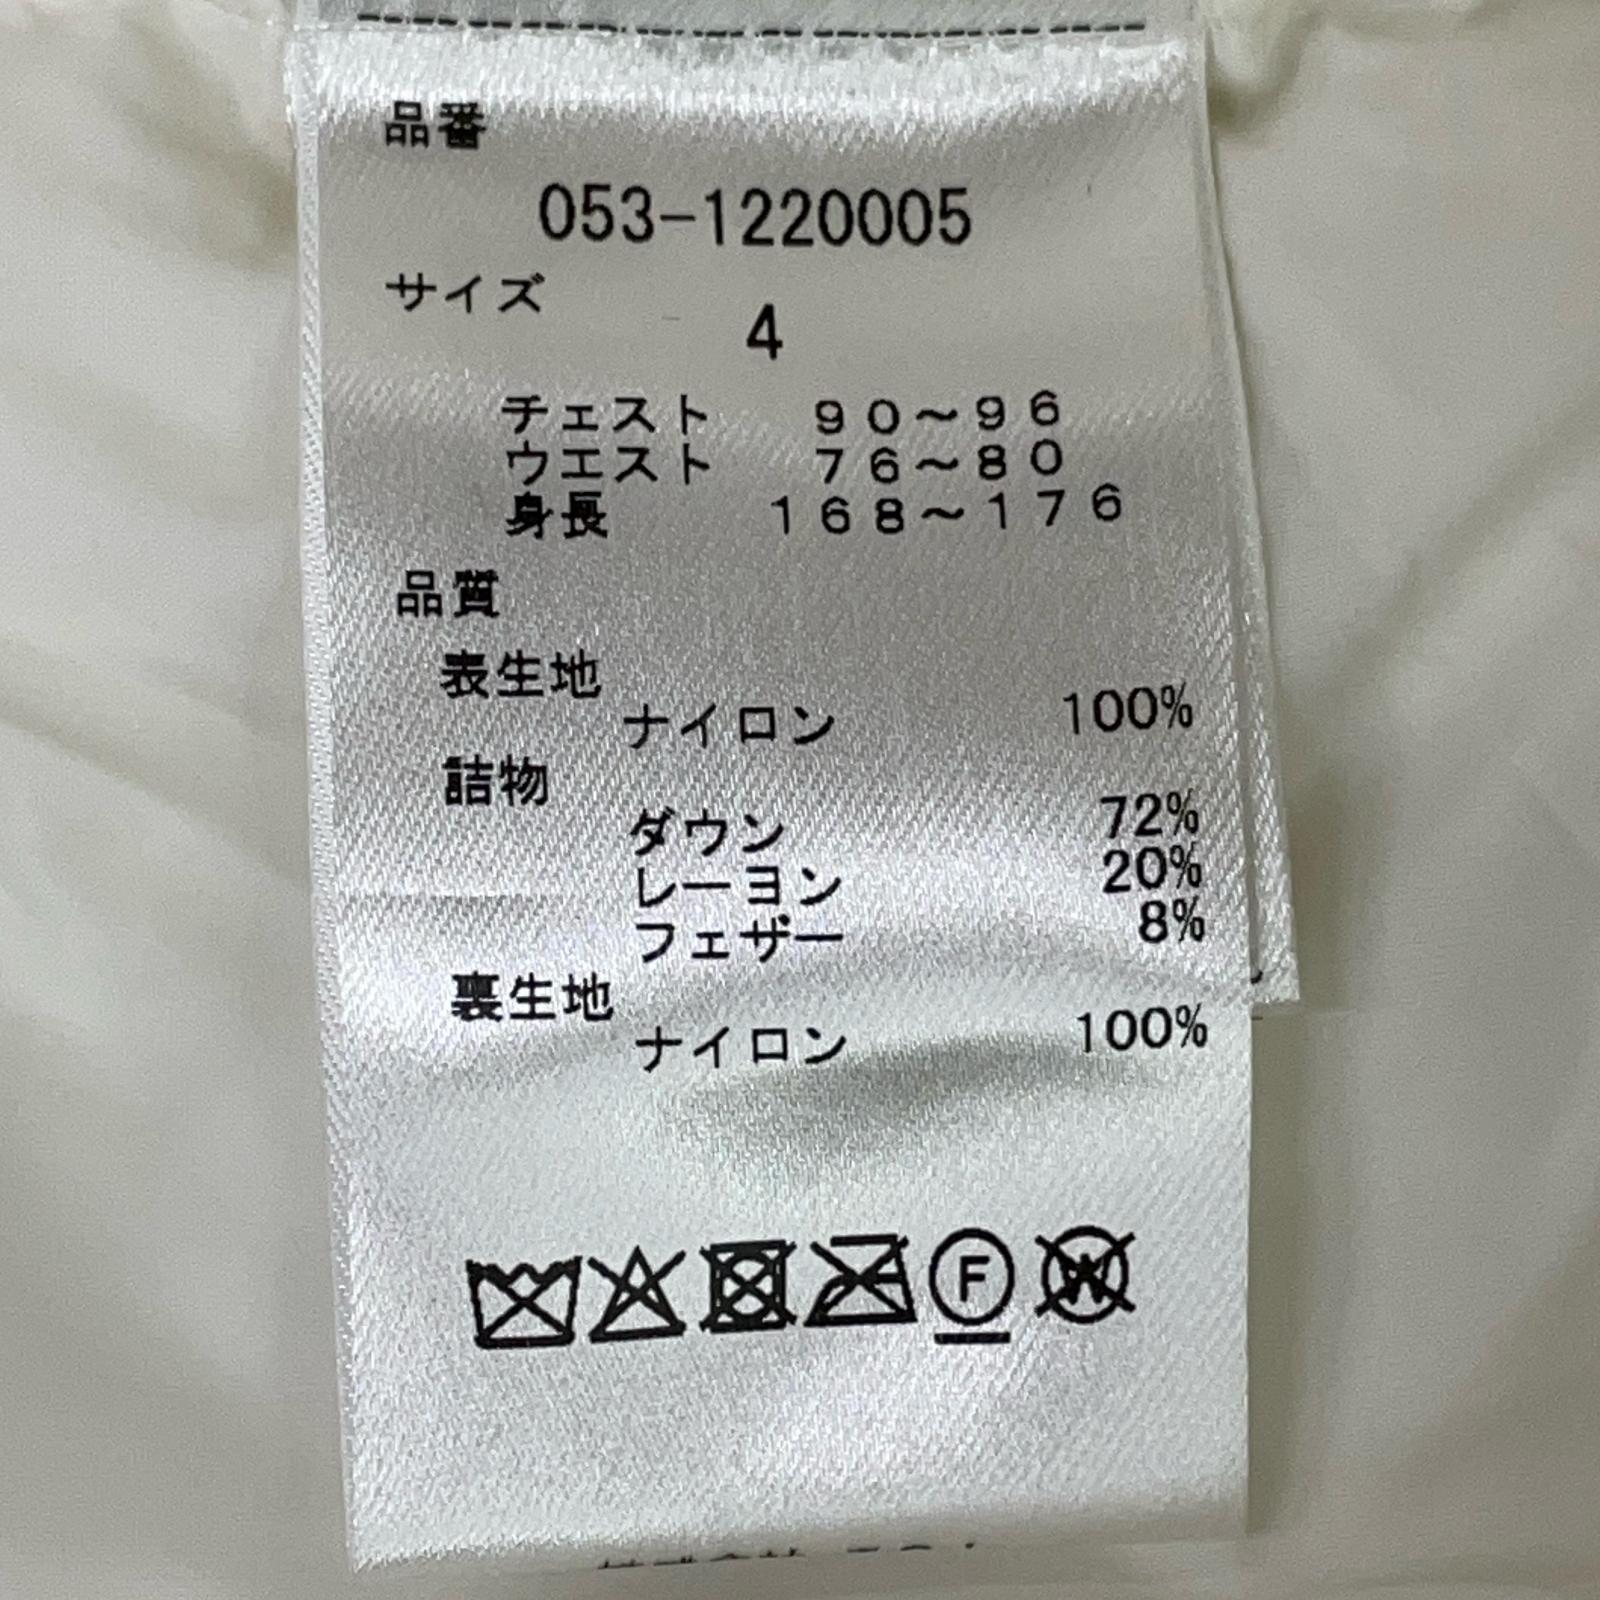 品番
053-1220005
サイズ
4
チェスト 90～96
ウエスト 76～80
身長 168～176
品質
表生地
ナイロン 100%
詰物
ダウン 72%
レーヨン 20%
フェザー 8%
裏生地
ナイロン 100%
F
W